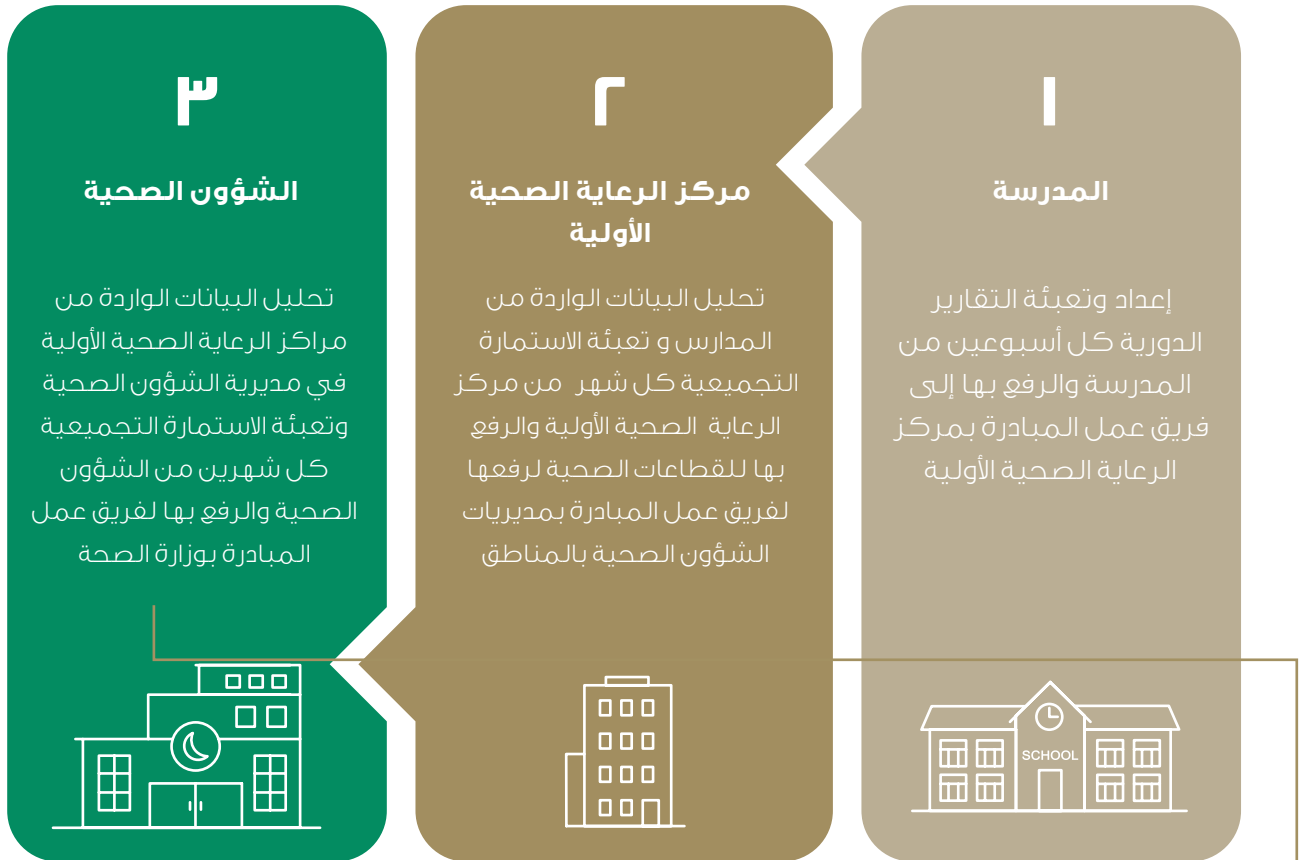 ١
المدرسة
إعداد وتعبئة التقارير
الدورية كل أسبوعين من
المدرسة والرفع بها إلى
فريق عمل المبادرة بمركز
الرعاية الصحية الأولية
SCHOOL
٢
مركز الرعاية الصحية
الأولية
تحليل البيانات الواردة من
المدارس و تعبئة الاستمارة
التجميعية كل شهر من مركز
الرعاية الصحية الأولية والرفع
بها للقطاعات الصحية لرفعها
لفريق عمل المبادرة بمديريات
الشؤون الصحية بالمناطق
٣
الشؤون الصحية
تحليل البيانات الواردة من
مراكز الرعاية الصحية الأولية
في مديرية الشؤون الصحية
وتعبئة الاستمارة التجميعية
كل شهرين من الشؤون
الصحية والرفع بها لفريق عمل
المبادرة بوزارة الصحة